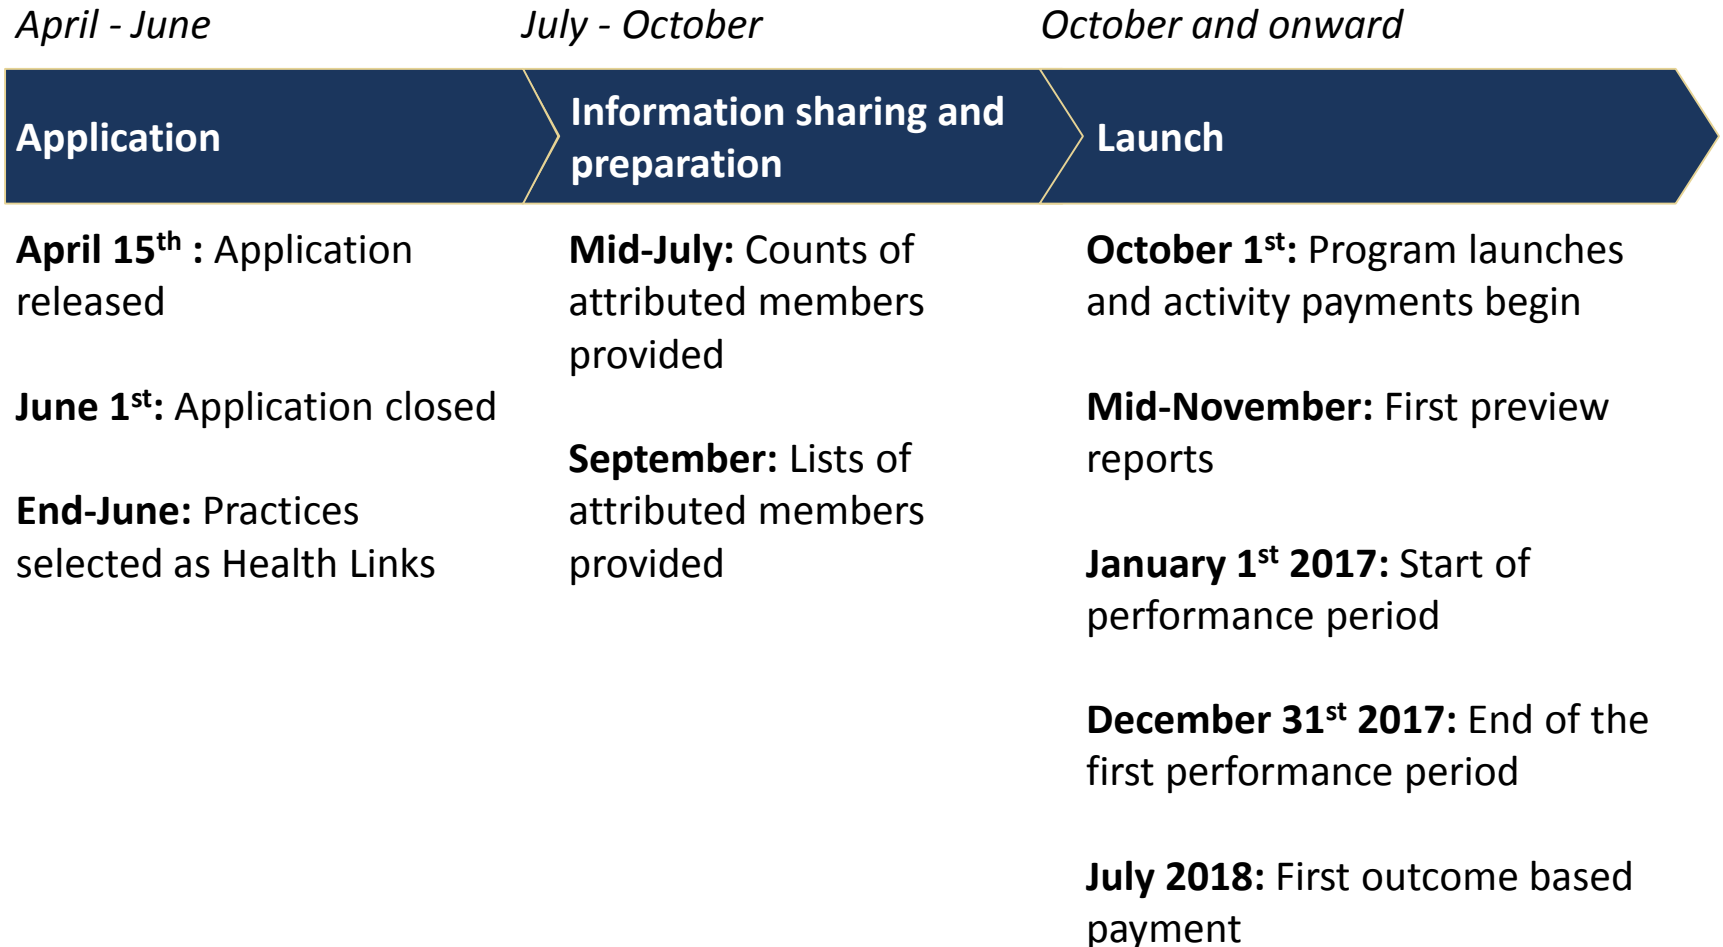 April - June
July - October
October and onward
Application
Information sharing and
preparation
Launch
April 15th : Application
released
June 1st: Application closed
End-June: Practices
selected as Health Links
Mid-July: Counts of
attributed members
provided
September: Lists of
attributed members
provided
October 1st: Program launches
and activity payments begin
Mid-November: First preview
reports
January 1st 2017: Start of
performance period
December 31st 2017: End of the
first performance period
July 2018: First outcome based
payment